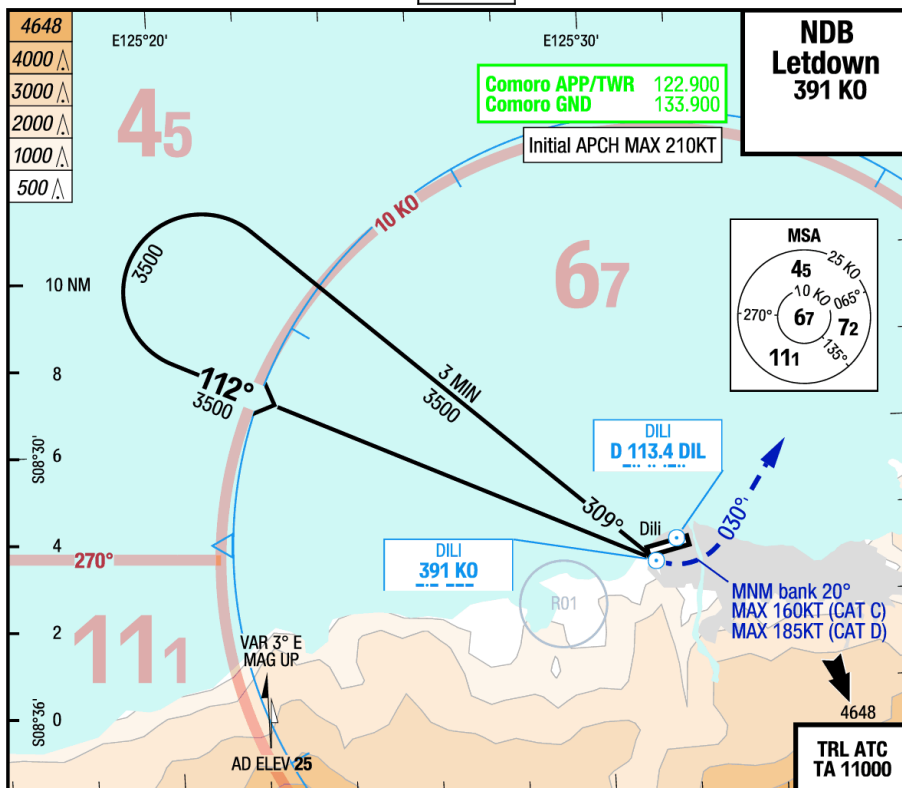 4648
4000
3000
2000
1000
500
E125°20'
E125°30'
NDB
Letdown
391 KO
Comoro APP/TWR 122.900
Comoro GND 133.900
Initial APCH MAX 210KT
45
67
10 KO
3500
10 NM
8
6
4
2
0
S08°30'
S08°36'
MSA
45
25 KO
10 KO
065°
270°
67
72
135°
111
112°
3500
3 MIN
3500
309°
DILI
D 113.4 DIL
Dili
030°
DILI
391 KO
R01
270°
111
MNM bank 20°
MAX 160KT (CAT C)
MAX 185KT (CAT D)
VAR 3° E
MAG UP
AD ELEV 25
4648
TRL ATC
TA 11000